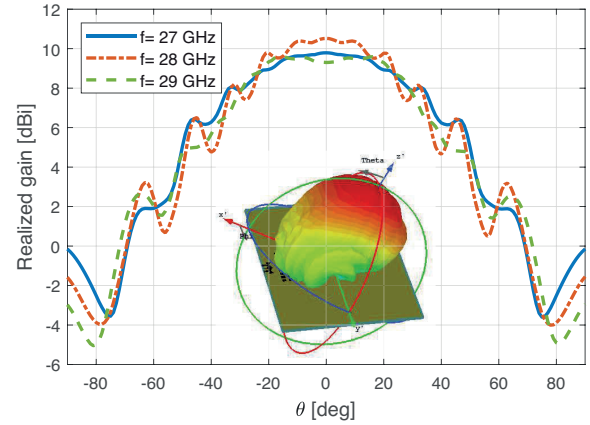 12
10
8
6
4
2
0
-2
-4
-6
Realized gain [dBi]
f= 27 GHz
f= 28 GHz
f= 29 GHz
Theta
z'
x'
y'
-80 -60 -40 -20 0 20 40 60 80
θ [deg]